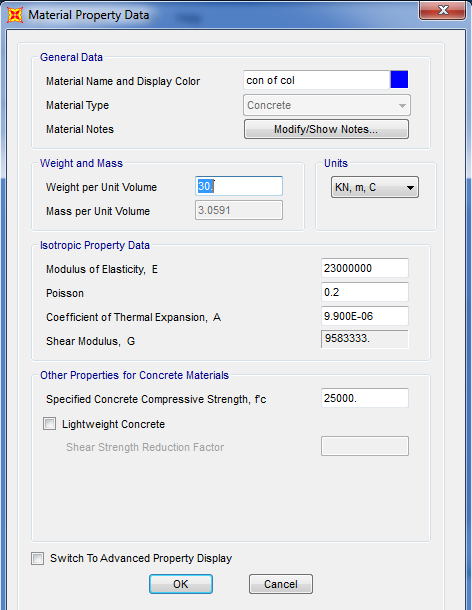 Material Property Data
General Data
Material Name and Display Color con of col
Material Type Concrete
Material Notes Modify/Show Notes...
Weight and Mass Units
Weight per Unit Volume 30. KN, m, C
Mass per Unit Volume 3.0591
Isotropic Property Data
Modulus of Elasticity, E 23000000
Poisson 0.2
Coefficient of Thermal Expansion, A 9.900E-06
Shear Modulus, G 9583333.
Other Properties for Concrete Materials
Specified Concrete Compressive Strength, f'c 25000.
Lightweight Concrete
Shear Strength Reduction Factor
Switch To Advanced Property Display
OK Cancel